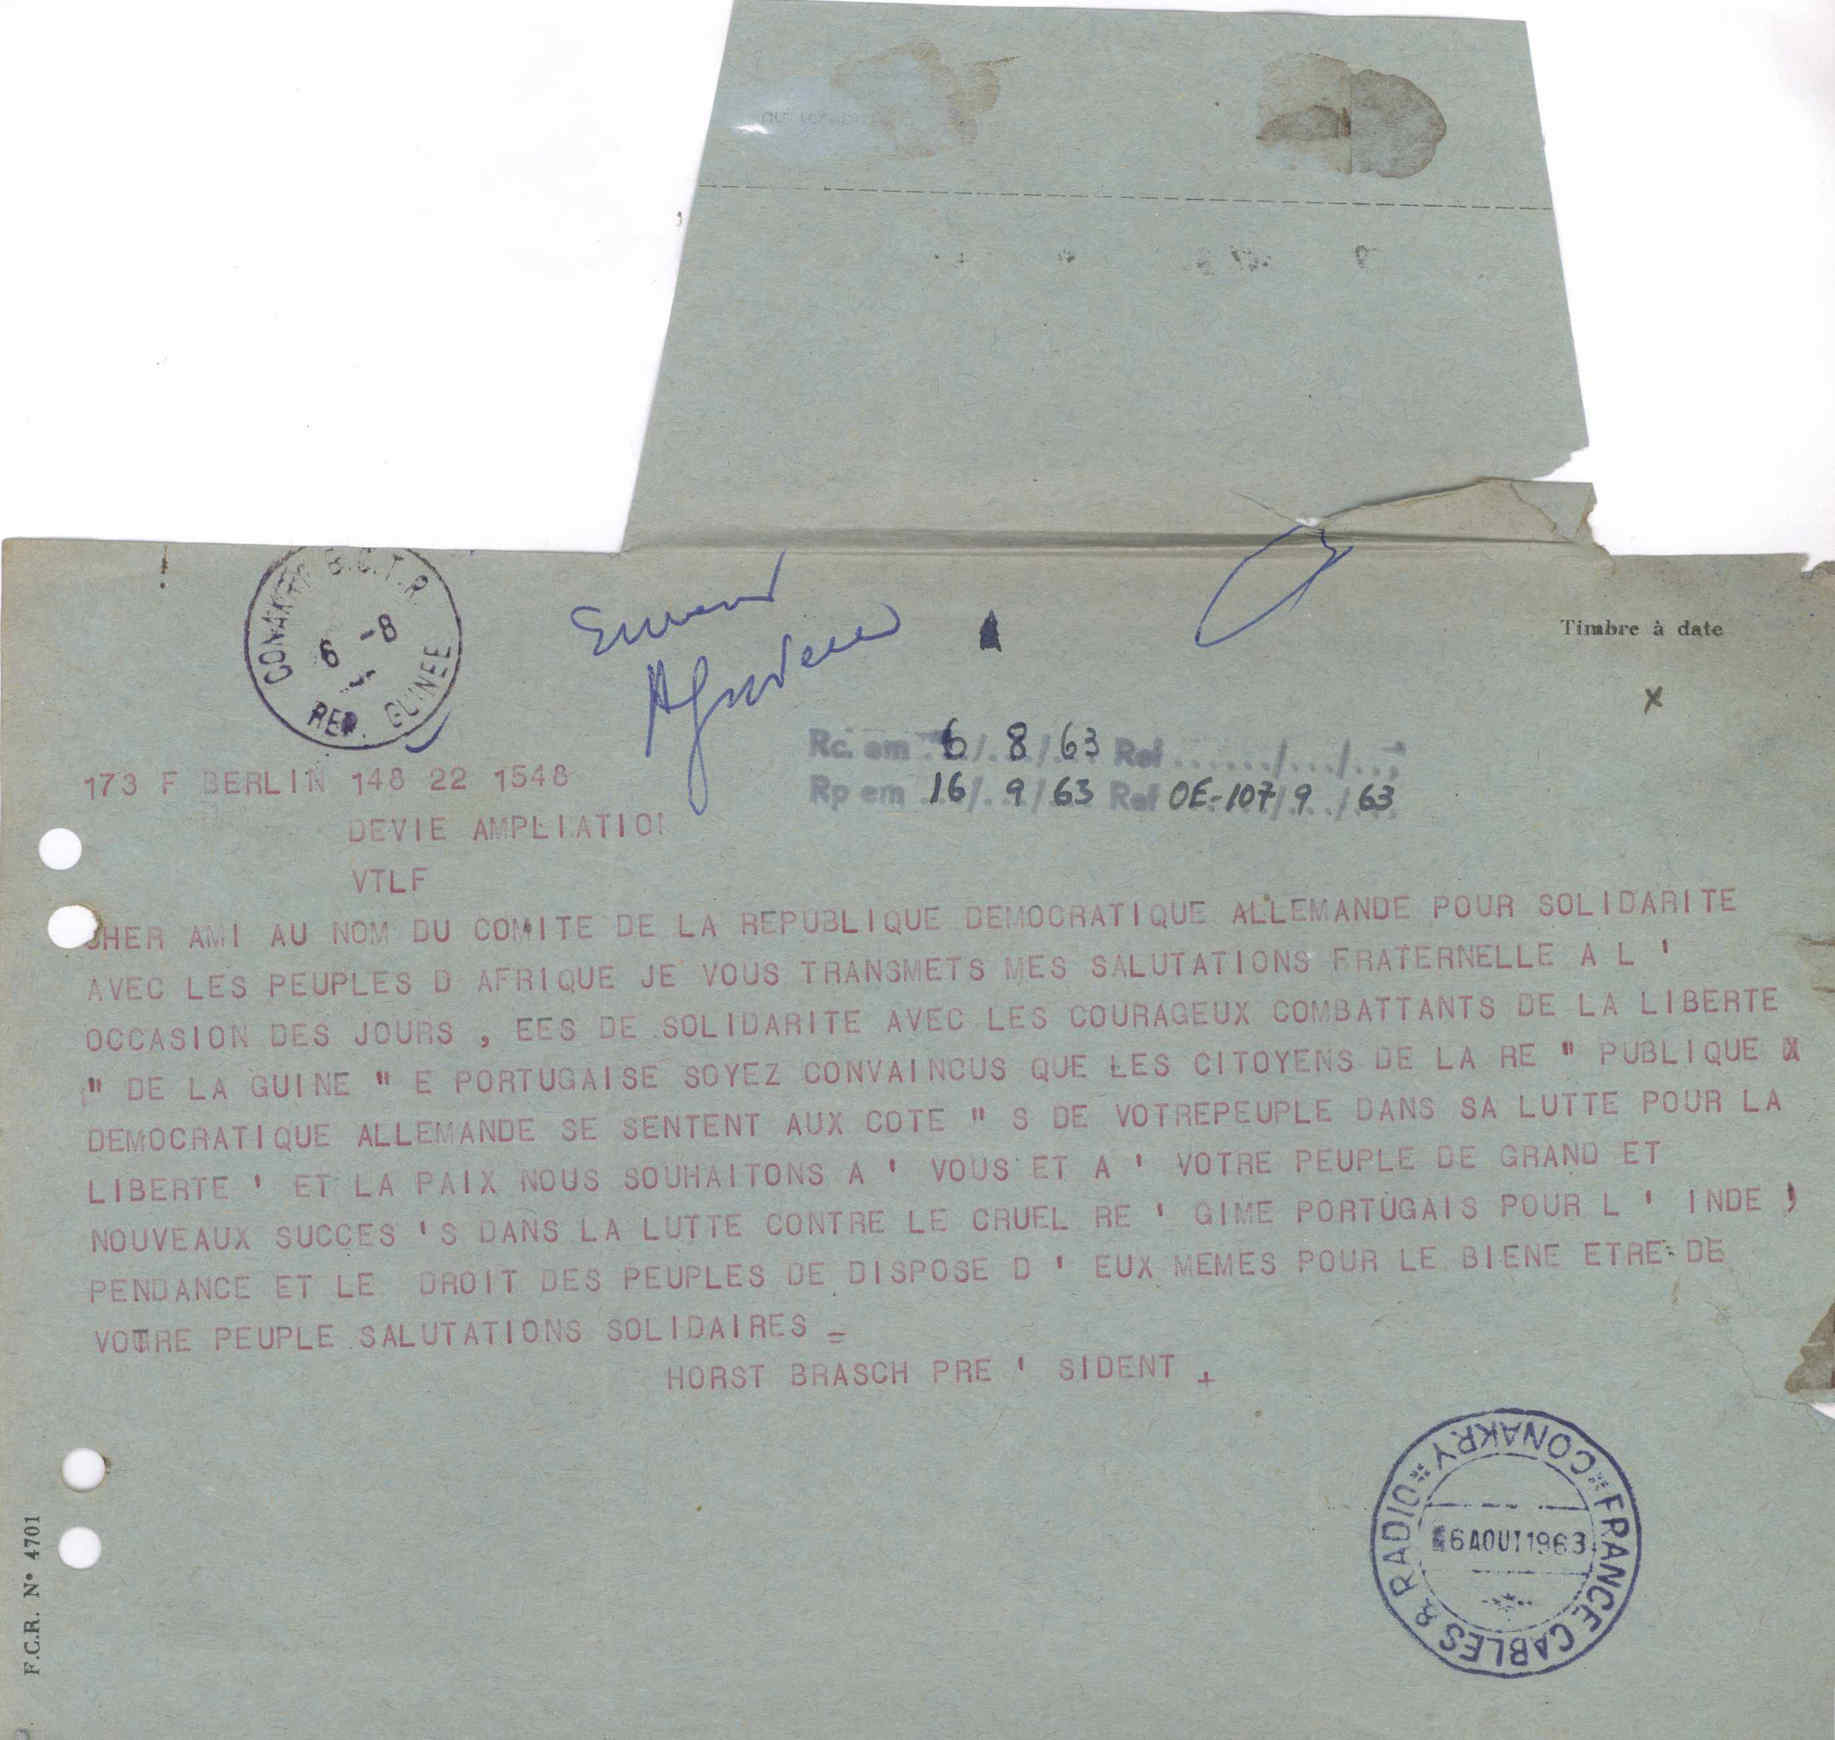 Timbre à date
CONAKRY B.C.T.R.
6 -8
REP. GUINEE
x
Rc. em 6/ 8/63 Ref ....../.../...
Rp em 16/ 9/63 Ref OE-107/9/63
173 F BERLIN 148 22 1548
DEVIE AMPLIATION
VTLF
CHER AMI AU NOM DU COMITE DE LA REPUBLIQUE DEMOCRATIQUE ALLEMANDE POUR SOLIDARITE
AVEC LES PEUPLES D AFRIQUE JE VOUS TRANSMETS MES SALUTATIONS FRATERNELLE A L '
OCCASION DES JOURS , EES DE SOLIDARITE AVEC LES COURAGEUX COMBATTANTS DE LA LIBERTE
" DE LA GUINE " E PORTUGAISE SOYEZ CONVAINCUS QUE LES CITOYENS DE LA RE " PUBLIQUE
DEMOCRATIQUE ALLEMANDE SE SENTENT AUX COTE " S DE VOTREPEUPLE DANS SA LUTTE POUR LA
LIBERTE ' ET LA PAIX NOUS SOUHAITONS A ' VOUS ET A ' VOTRE PEUPLE DE GRAND ET
NOUVEAUX SUCCES 'S DANS LA LUTTE CONTRE LE CRUEL RE ' GIME PORTUGAIS POUR L ' INDE '
PENDANCE ET LE DROIT DES PEUPLES DE DISPOSE D ' EUX MEMES POUR LE BIENE ETRE DE
VOTRE PEUPLE SALUTATIONS SOLIDAIRES =
HORST BRASCH PRE ' SIDENT +
FRANCE CABLES & RADIO * CONAKRY *
6 AOUT 1963
F.C.R. N° 4701